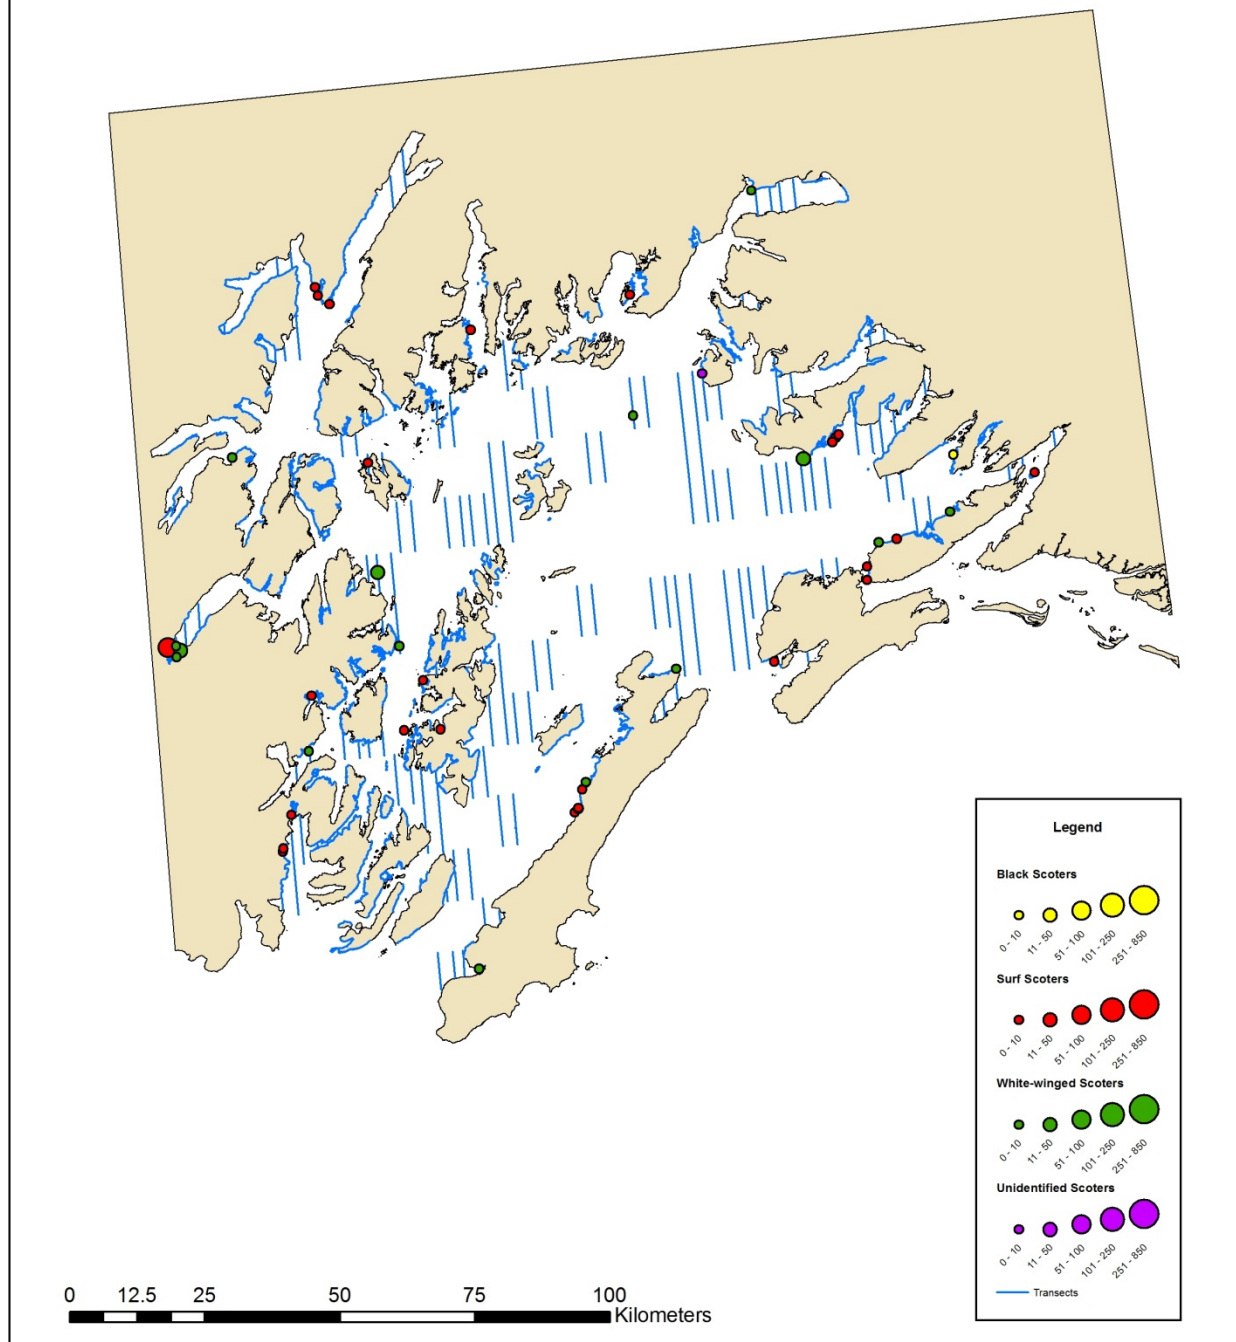 Legend
Black Scoters
0 - 10 11 - 50 51 - 100 101 - 250 251 - 850
Surf Scoters
0 - 10 11 - 50 51 - 100 101 - 250 251 - 850
White-winged Scoters
0 - 10 11 - 50 51 - 100 101 - 250 251 - 850
Unidentified Scoters
0 - 10 11 - 50 51 - 100 101 - 250 251 - 850
Transects
0 12.5 25 50 75 100
Kilometers